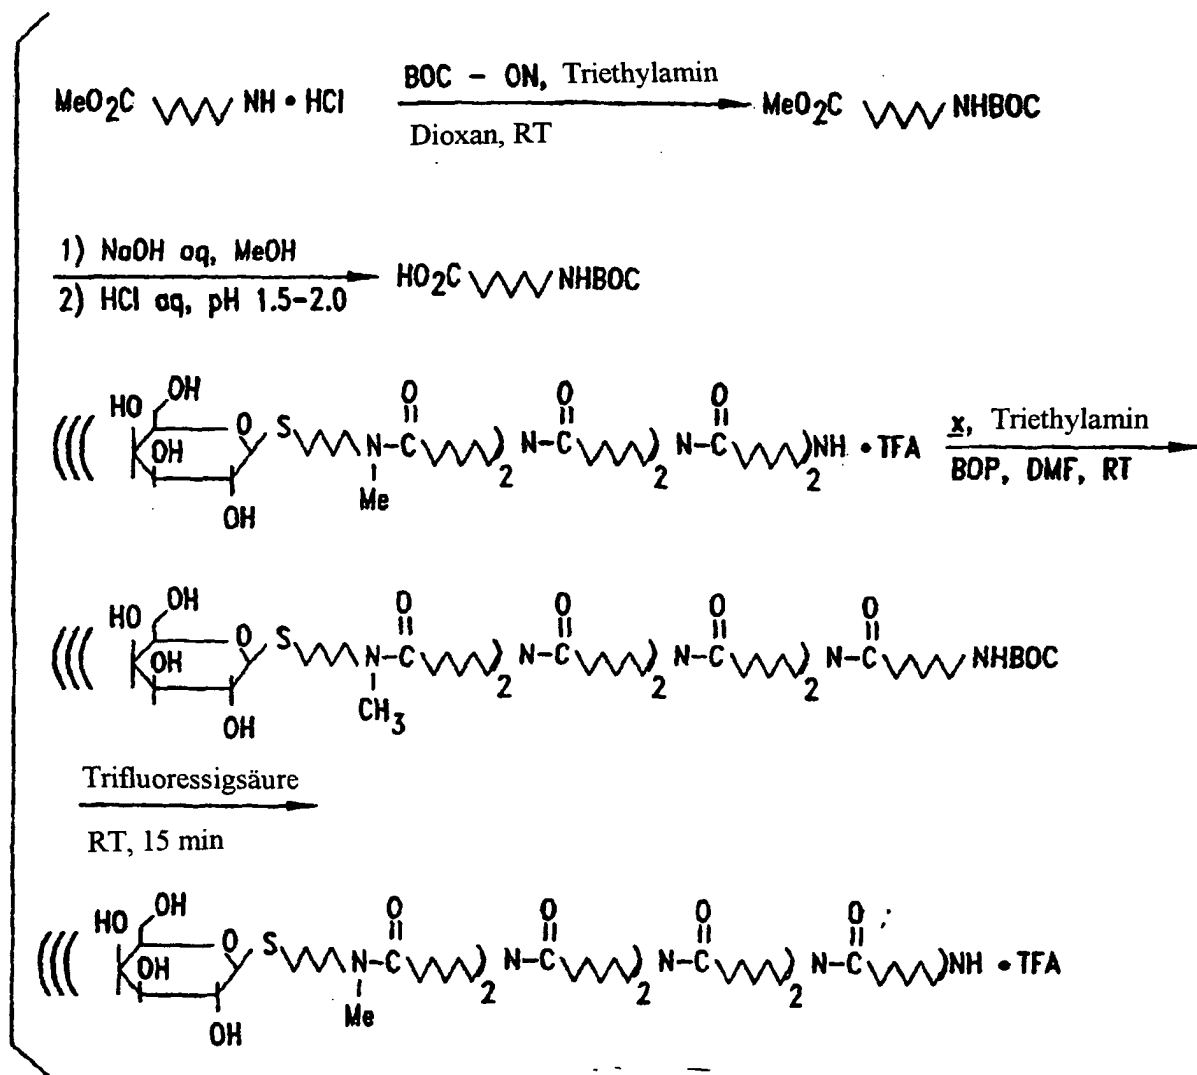 BOC - ON, Triethylamin
MeO2C NH • HCl MeO2C NHBOC
Dioxan, RT
1) NaOH aq, MeOH
HO2C NHBOC
2) HCl aq, pH 1.5-2.0
O O O
HO OH O S N-C )2 N-C )2 N-C )2 NH • TFA x, Triethylamin
OH BOP, DMF, RT
Me
OH
O O O O
HO OH O S N-C )2 N-C )2 N-C )2 N-C NHBOC
OH
CH3
OH
Trifluoressigsäure
RT, 15 min
O O O O
HO OH O S N-C )2 N-C )2 N-C )2 N-C )NH • TFA
OH
Me
OH